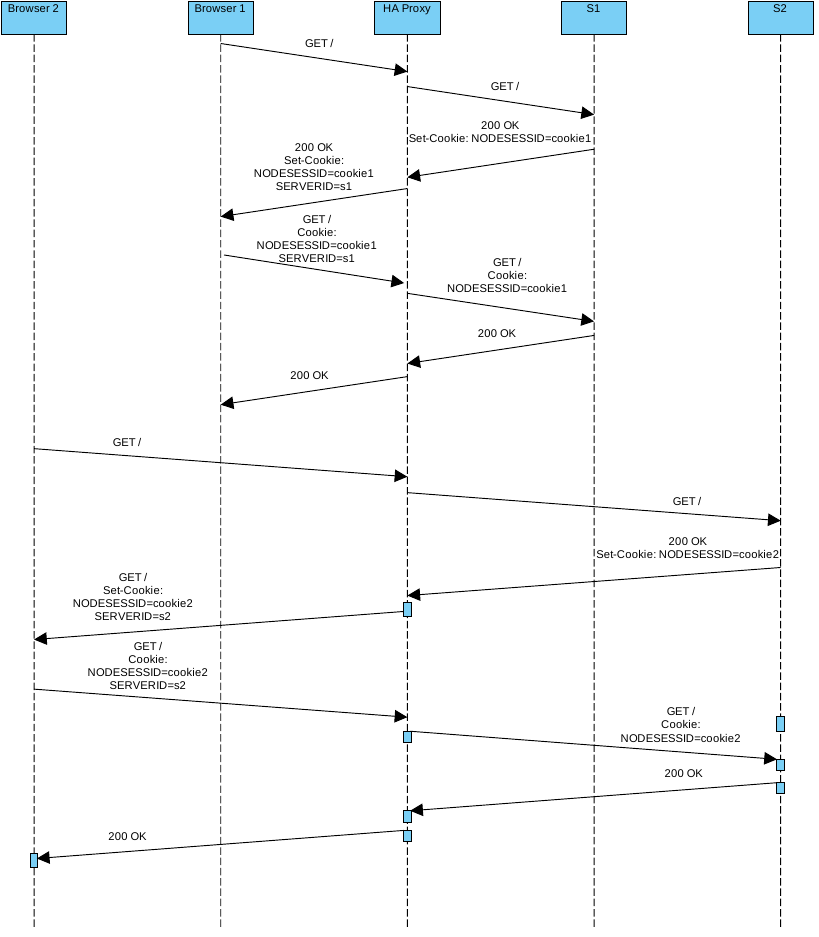 Browser 2
Browser 1
HA Proxy
S1
S2
GET /
GET /
200 OK
Set-Cookie: NODESESSID=cookie1
200 OK
Set-Cookie:
NODESESSID=cookie1
SERVERID=s1
GET /
Cookie:
NODESESSID=cookie1
SERVERID=s1
GET /
Cookie:
NODESESSID=cookie1
200 OK
200 OK
GET /
GET /
200 OK
Set-Cookie: NODESESSID=cookie2
GET /
Set-Cookie:
NODESESSID=cookie2
SERVERID=s2
GET /
Cookie:
NODESESSID=cookie2
SERVERID=s2
GET /
Cookie:
NODESESSID=cookie2
200 OK
200 OK